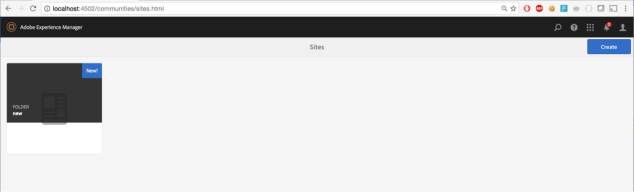 localhost:4502/communities/sites.html
Adobe Experience Manager
Sites
Create
New!
FOLDER
new